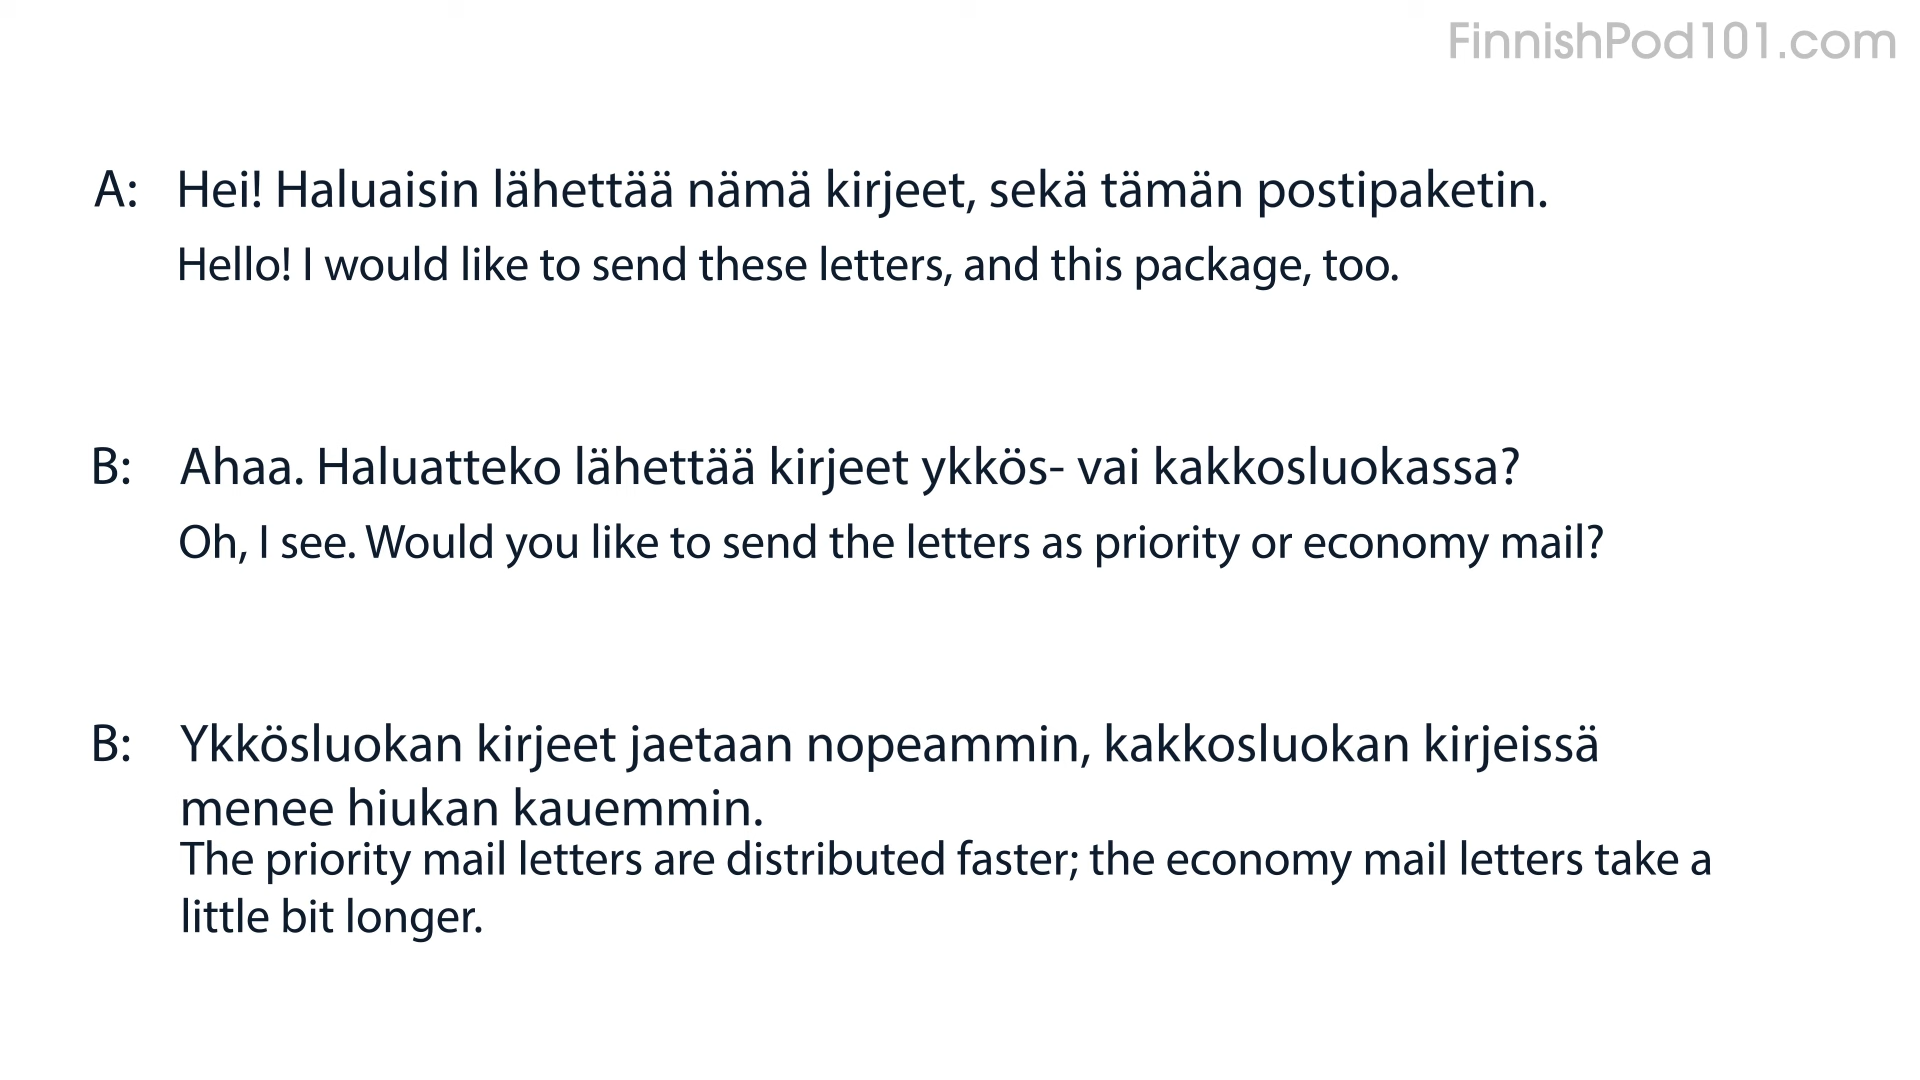 FinnishPod101.com
A: Hei! Haluaisin lähettää nämä kirjeet, sekä tämän postipaketin.
Hello! I would like to send these letters, and this package, too.
B: Ahaa. Haluatteko lähettää kirjeet ykkös- vai kakkosluokassa?
Oh, I see. Would you like to send the letters as priority or economy mail?
B: Ykkösluokan kirjeet jaetaan nopeammin, kakkosluokan kirjeissä
menee hiukan kauemmin.
The priority mail letters are distributed faster; the economy mail letters take a
little bit longer.